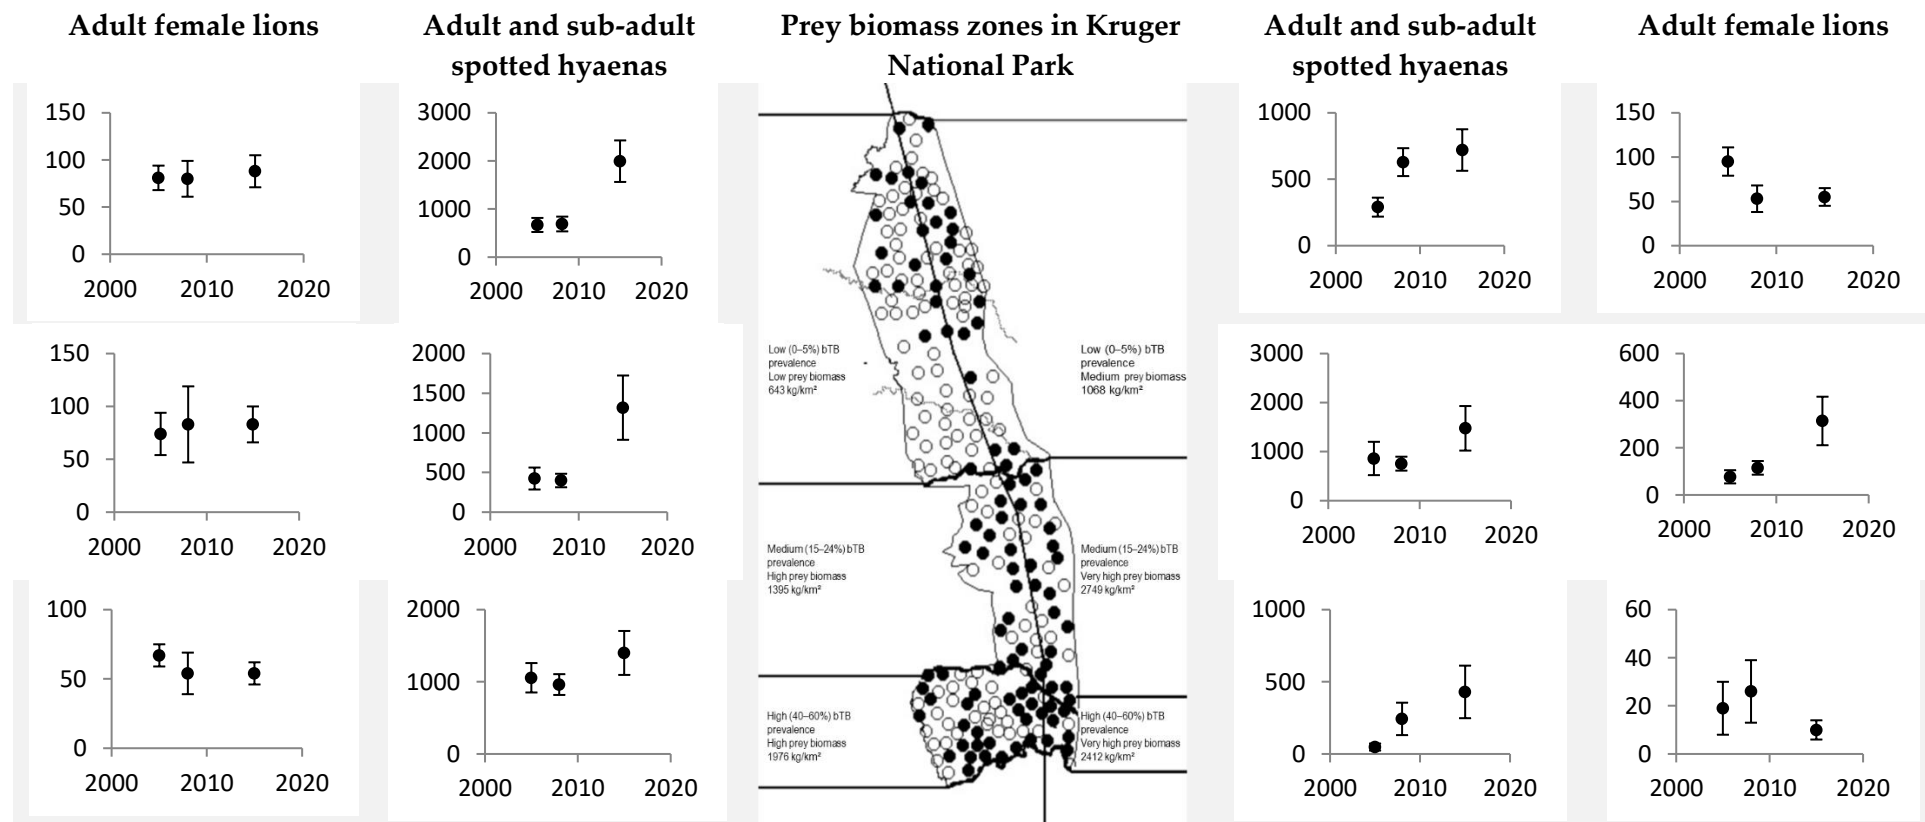 Adult female lions
Adult and sub-adult
spotted hyaenas
Prey biomass zones in Kruger
National Park
Adult and sub-adult
spotted hyaenas
Adult female lions
150
100
50
0
2000 2010 2020
3000
2000
1000
0
2000 2010 2020
Low (0–5%) bTB
prevalence
Low prey biomass
643 kg/km²
Low (0–5%) bTB
prevalence
Medium prey biomass
1068 kg/km²
1000
500
0
2000 2010 2020
150
100
50
0
2000 2010 2020
150
100
50
0
2000 2010 2020
2000
1500
1000
500
0
2000 2010 2020
Medium (15–24%) bTB
prevalence
High prey biomass
1395 kg/km²
Medium (15–24%) bTB
prevalence
Very high prey biomass
2749 kg/km²
3000
2000
1000
0
2000 2010 2020
600
400
200
0
2000 2010 2020
100
50
0
2000 2010 2020
2000
1000
0
2000 2010 2020
High (40–60%) bTB
prevalence
High prey biomass
1976 kg/km²
High (40–60%) bTB
prevalence
Very high prey biomass
2412 kg/km²
1000
500
0
2000 2010 2020
60
40
20
0
2000 2010 2020